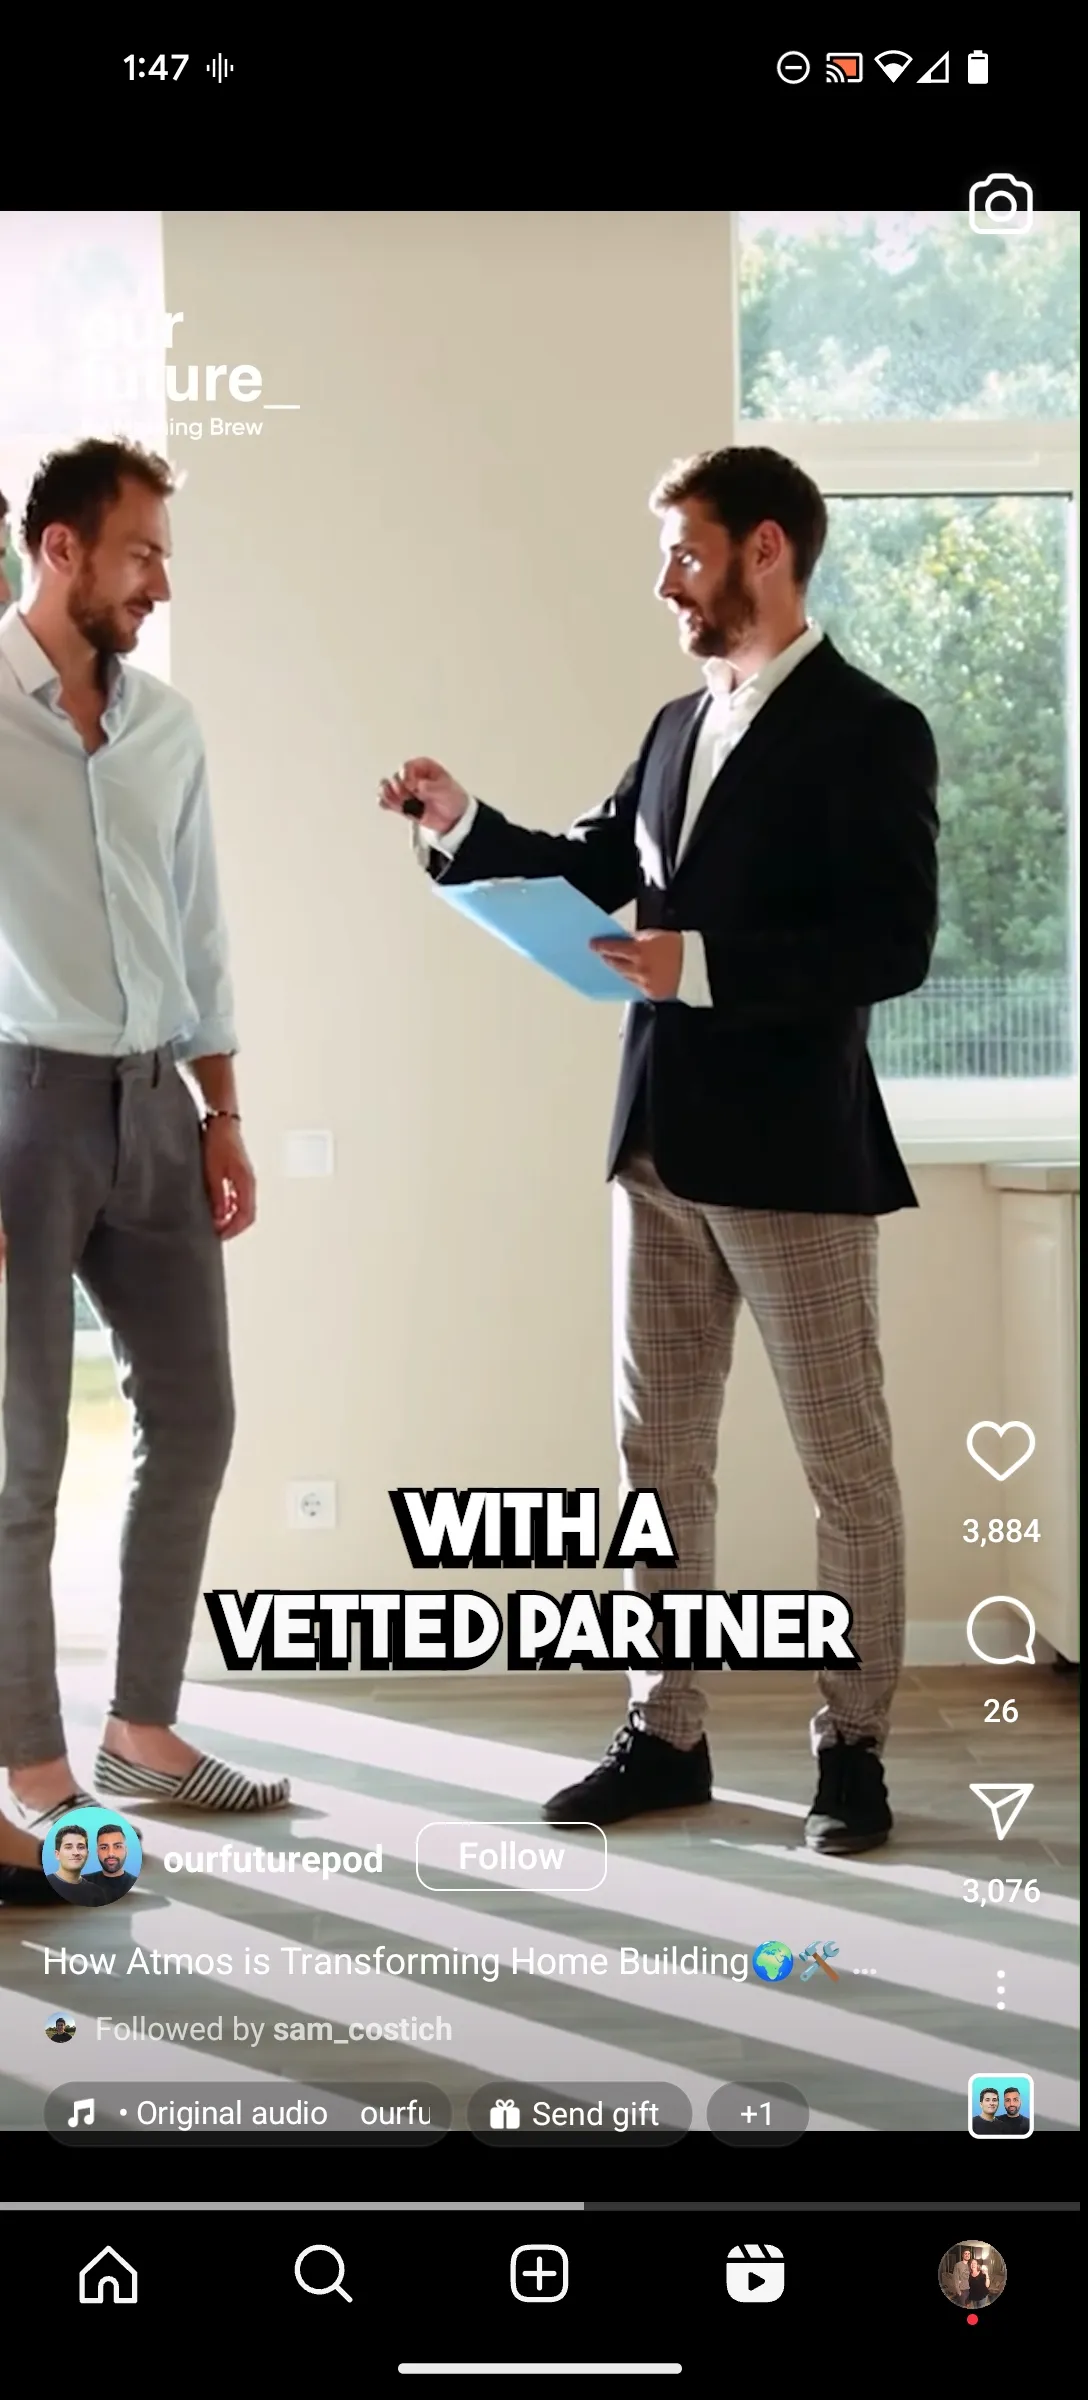 1:47
our
future_
ing Brew
WITH A
VETTED PARTNER
3,884
26
3,076
ourfuturepod
Follow
How Atmos is Transforming Home Building🌍🛠️ ...
Followed by sam_costich
• Original audio ourfu
Send gift
+1